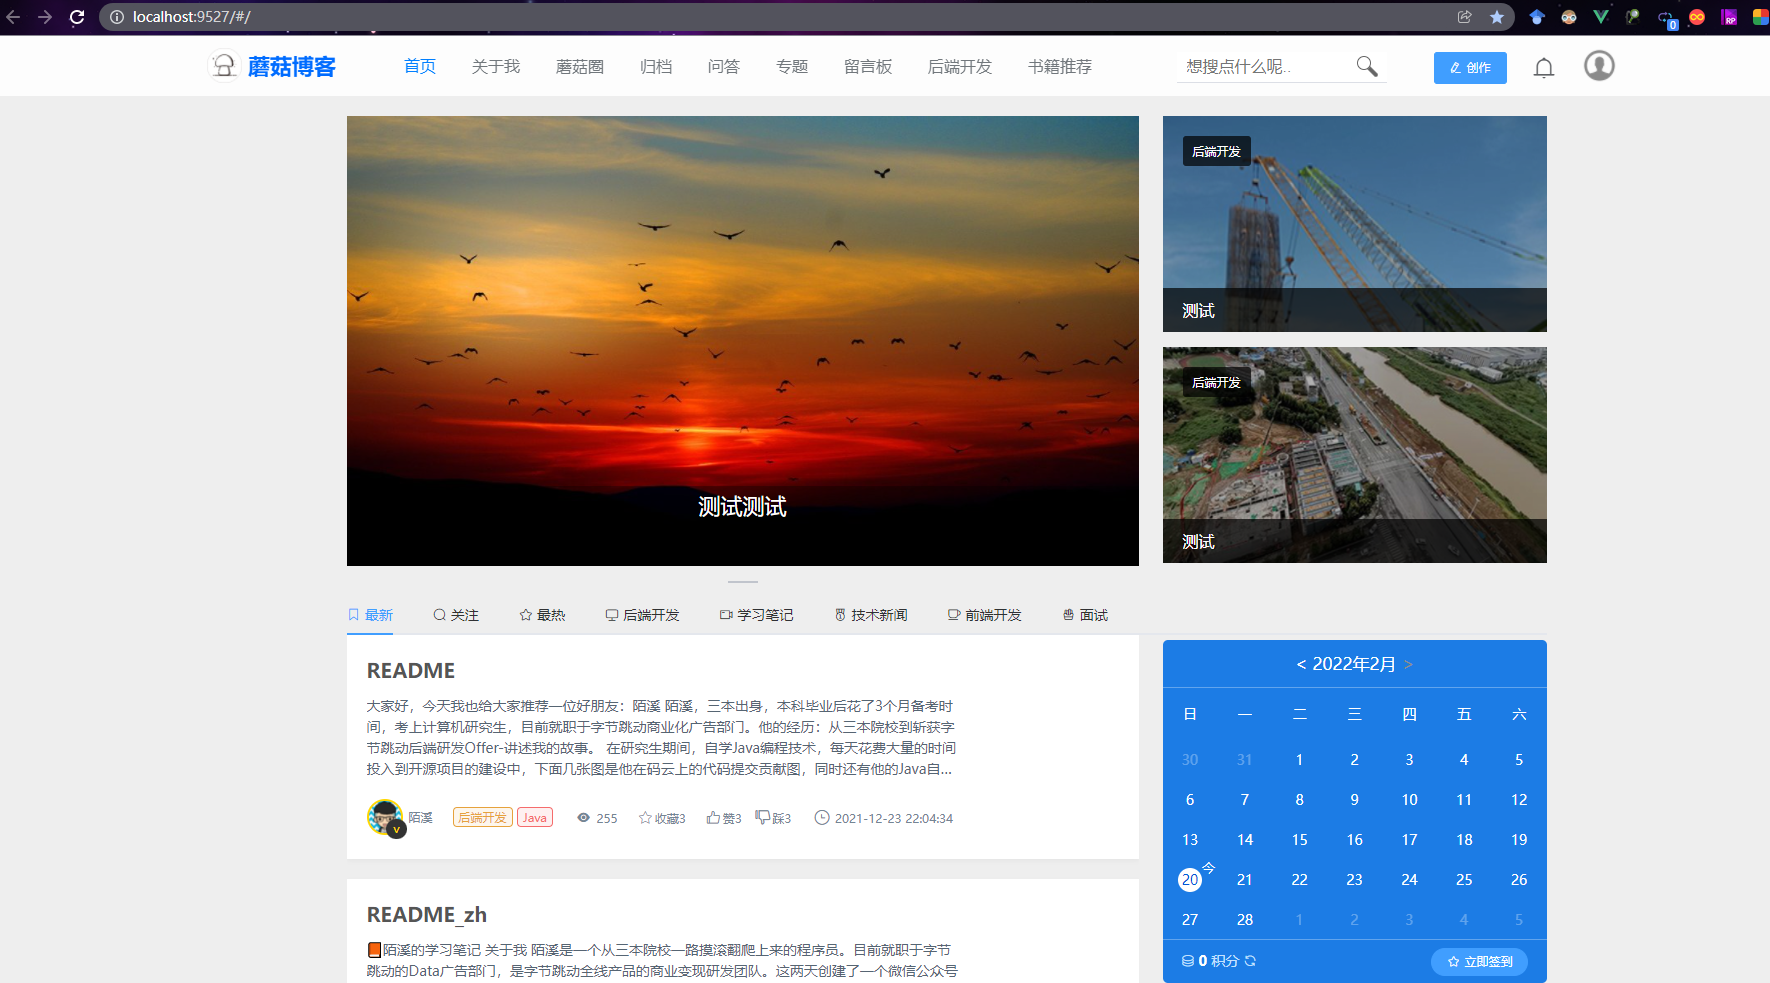 localhost:9527/#/
0
RP
蘑菇博客
首页 关于我 蘑菇圈 归档 问答 专题 留言板 后端开发 书籍推荐
想搜点什么呢..
创作
测试测试
后端开发
测试
后端开发
测试
最新 关注 最热 后端开发 学习笔记 技术新闻 前端开发 面试
README
大家好，今天我也给大家推荐一位好朋友：陌溪 陌溪，三本出身，本科毕业后花了3个月备考时
间，考上计算机研究生，目前就职于字节跳动商业化广告部门。他的经历：从三本院校到斩获字
节跳动后端研发Offer-讲述我的故事。 在研究生期间，自学Java编程技术，每天花费大量的时间
投入到开源项目的建设中，下面几张图是他在码云上的代码提交贡献图，同时还有他的Java自...
V
陌溪 后端开发 Java 255 收藏3 赞3 踩3 2021-12-23 22:04:34
README_zh
陌溪的学习笔记 关于我 陌溪是一个从三本院校一路摸滚翻爬上来的程序员。目前就职于字节
跳动的Data广告部门，是字节跳动全线产品的商业变现研发团队。这两天创建了一个微信公众号
< 2022年2月 >
日 一 二 三 四 五 六
30 31 1 2 3 4 5
6 7 8 9 10 11 12
13 14 15 16 17 18 19
今
20 21 22 23 24 25 26
27 28 1 2 3 4 5
0 积分
立即签到